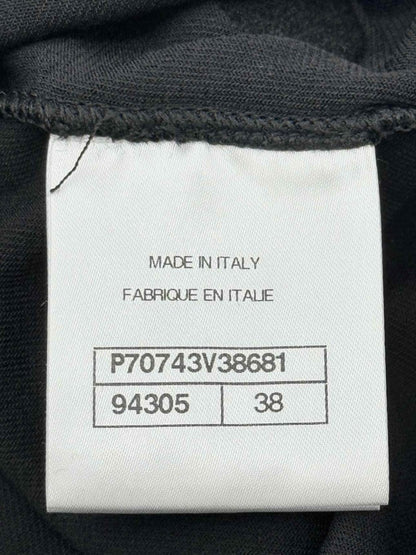 MADE IN ITALY
FABRIQUE EN ITALIE
P70743V38681
94305 38